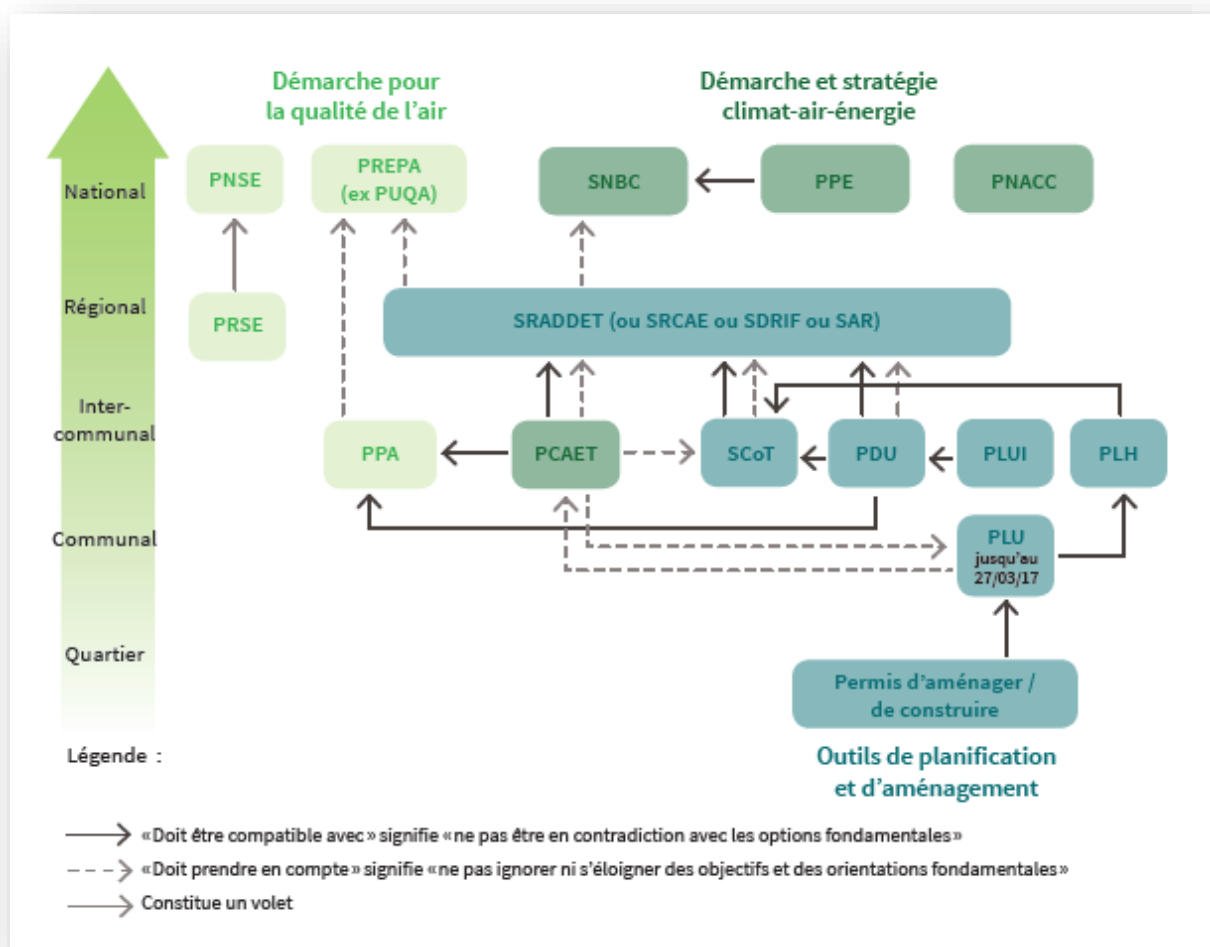 Démarche pour
la qualité de l'air
Démarche et stratégie
climat-air-énergie
National
PNSE
PREPA
(ex PUQA)
SNBC
PPE
PNACC
Régional
PRSE
SRADDET (ou SRCAE ou SDRIF ou SAR)
Inter-
communal
PPA
PCAET
SCoT
PDU
PLUI
PLH
Communal
PLU
jusqu'au
27/03/17
Quartier
Permis d'aménager /
de construire
Légende :
Outils de planification
et d'aménagement
«Doit être compatible avec» signifie «ne pas être en contradiction avec les options fondamentales»
«Doit prendre en compte» signifie «ne pas ignorer ni s'éloigner des objectifs et des orientations fondamentales»
Constitue un volet